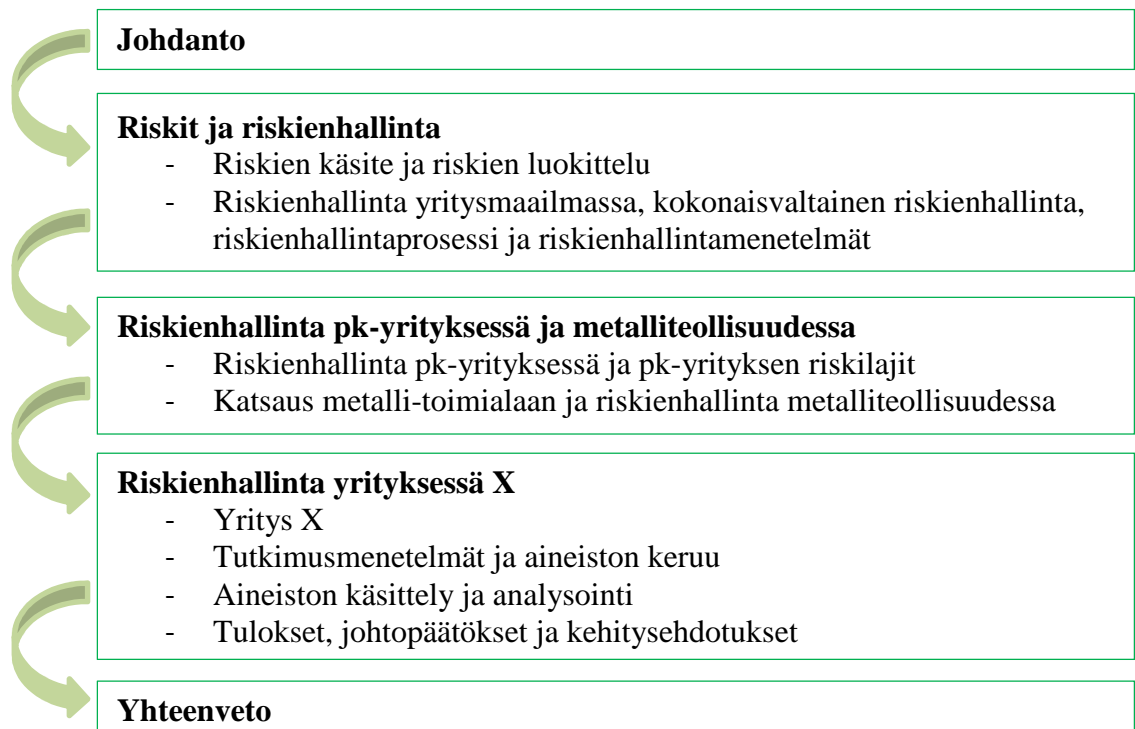 Johdanto
Riskit ja riskienhallinta
- Riskien käsite ja riskien luokittelu
- Riskienhallinta yritysmaailmassa, kokonaisvaltainen riskienhallinta,
riskienhallintaprosessi ja riskienhallintamenetelmät
Riskienhallinta pk-yrityksessä ja metalliteollisuudessa
- Riskienhallinta pk-yrityksessä ja pk-yrityksen riskilajit
- Katsaus metalli-toimialaan ja riskienhallinta metalliteollisuudessa
Riskienhallinta yrityksessä X
- Yritys X
- Tutkimusmenetelmät ja aineiston keruu
- Aineiston käsittely ja analysointi
- Tulokset, johtopäätökset ja kehitysehdotukset
Yhteenveto